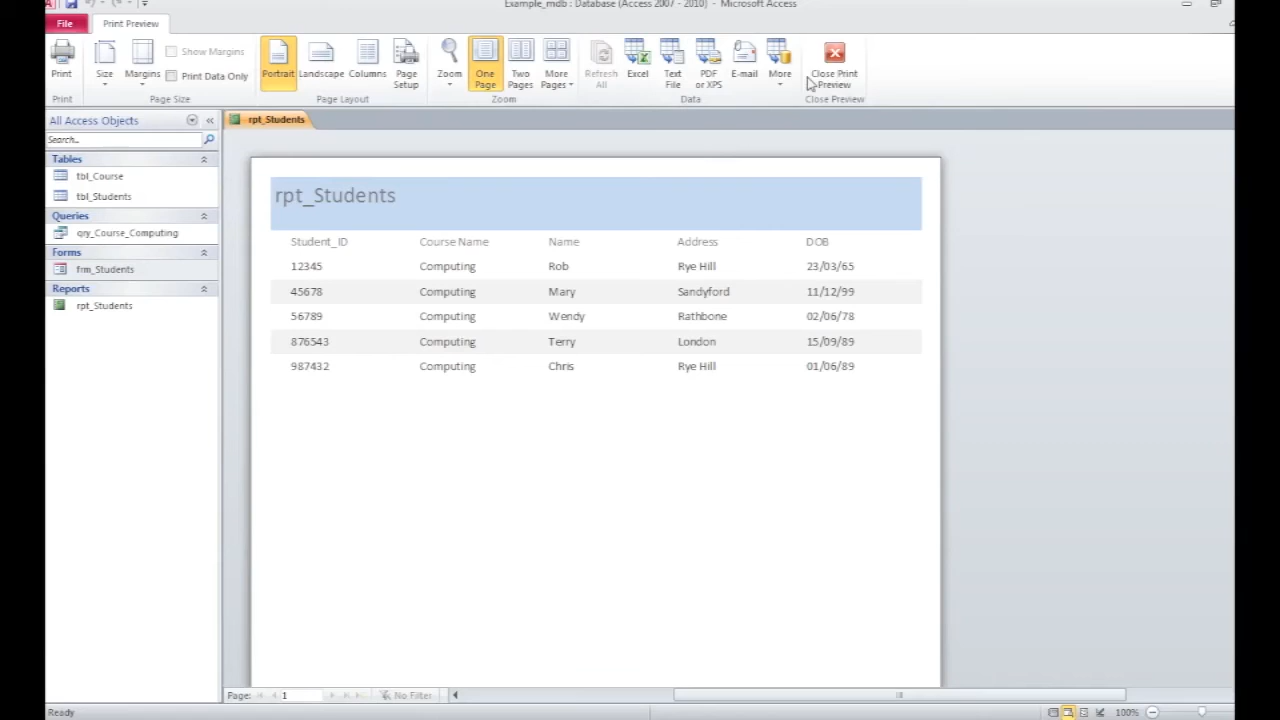 Example_mdb : Database (Access 2007 - 2010) - Microsoft Access
File Print Preview
Print Size Margins Show Margins Print Data Only Portrait Landscape Columns Page Setup Zoom One Page Two Pages More Pages Refresh All Excel Text File PDF or XPS E-mail More Close Print Preview
Print Page Size Page Layout Zoom Data Close Preview
All Access Objects
rpt_Students
Search..
Tables
tbl_Course
tbl_Students
Queries
qry_Course_Computing
Forms
frm_Students
Reports
rpt_Students
rpt_Students
Student_ID Course Name Name Address DOB
12345 Computing Rob Rye Hill 23/03/65
45678 Computing Mary Sandyford 11/12/99
56789 Computing Wendy Rathbone 02/06/78
876543 Computing Terry London 15/09/89
987432 Computing Chris Rye Hill 01/06/89
Page: 1 No Filter
Ready 100%